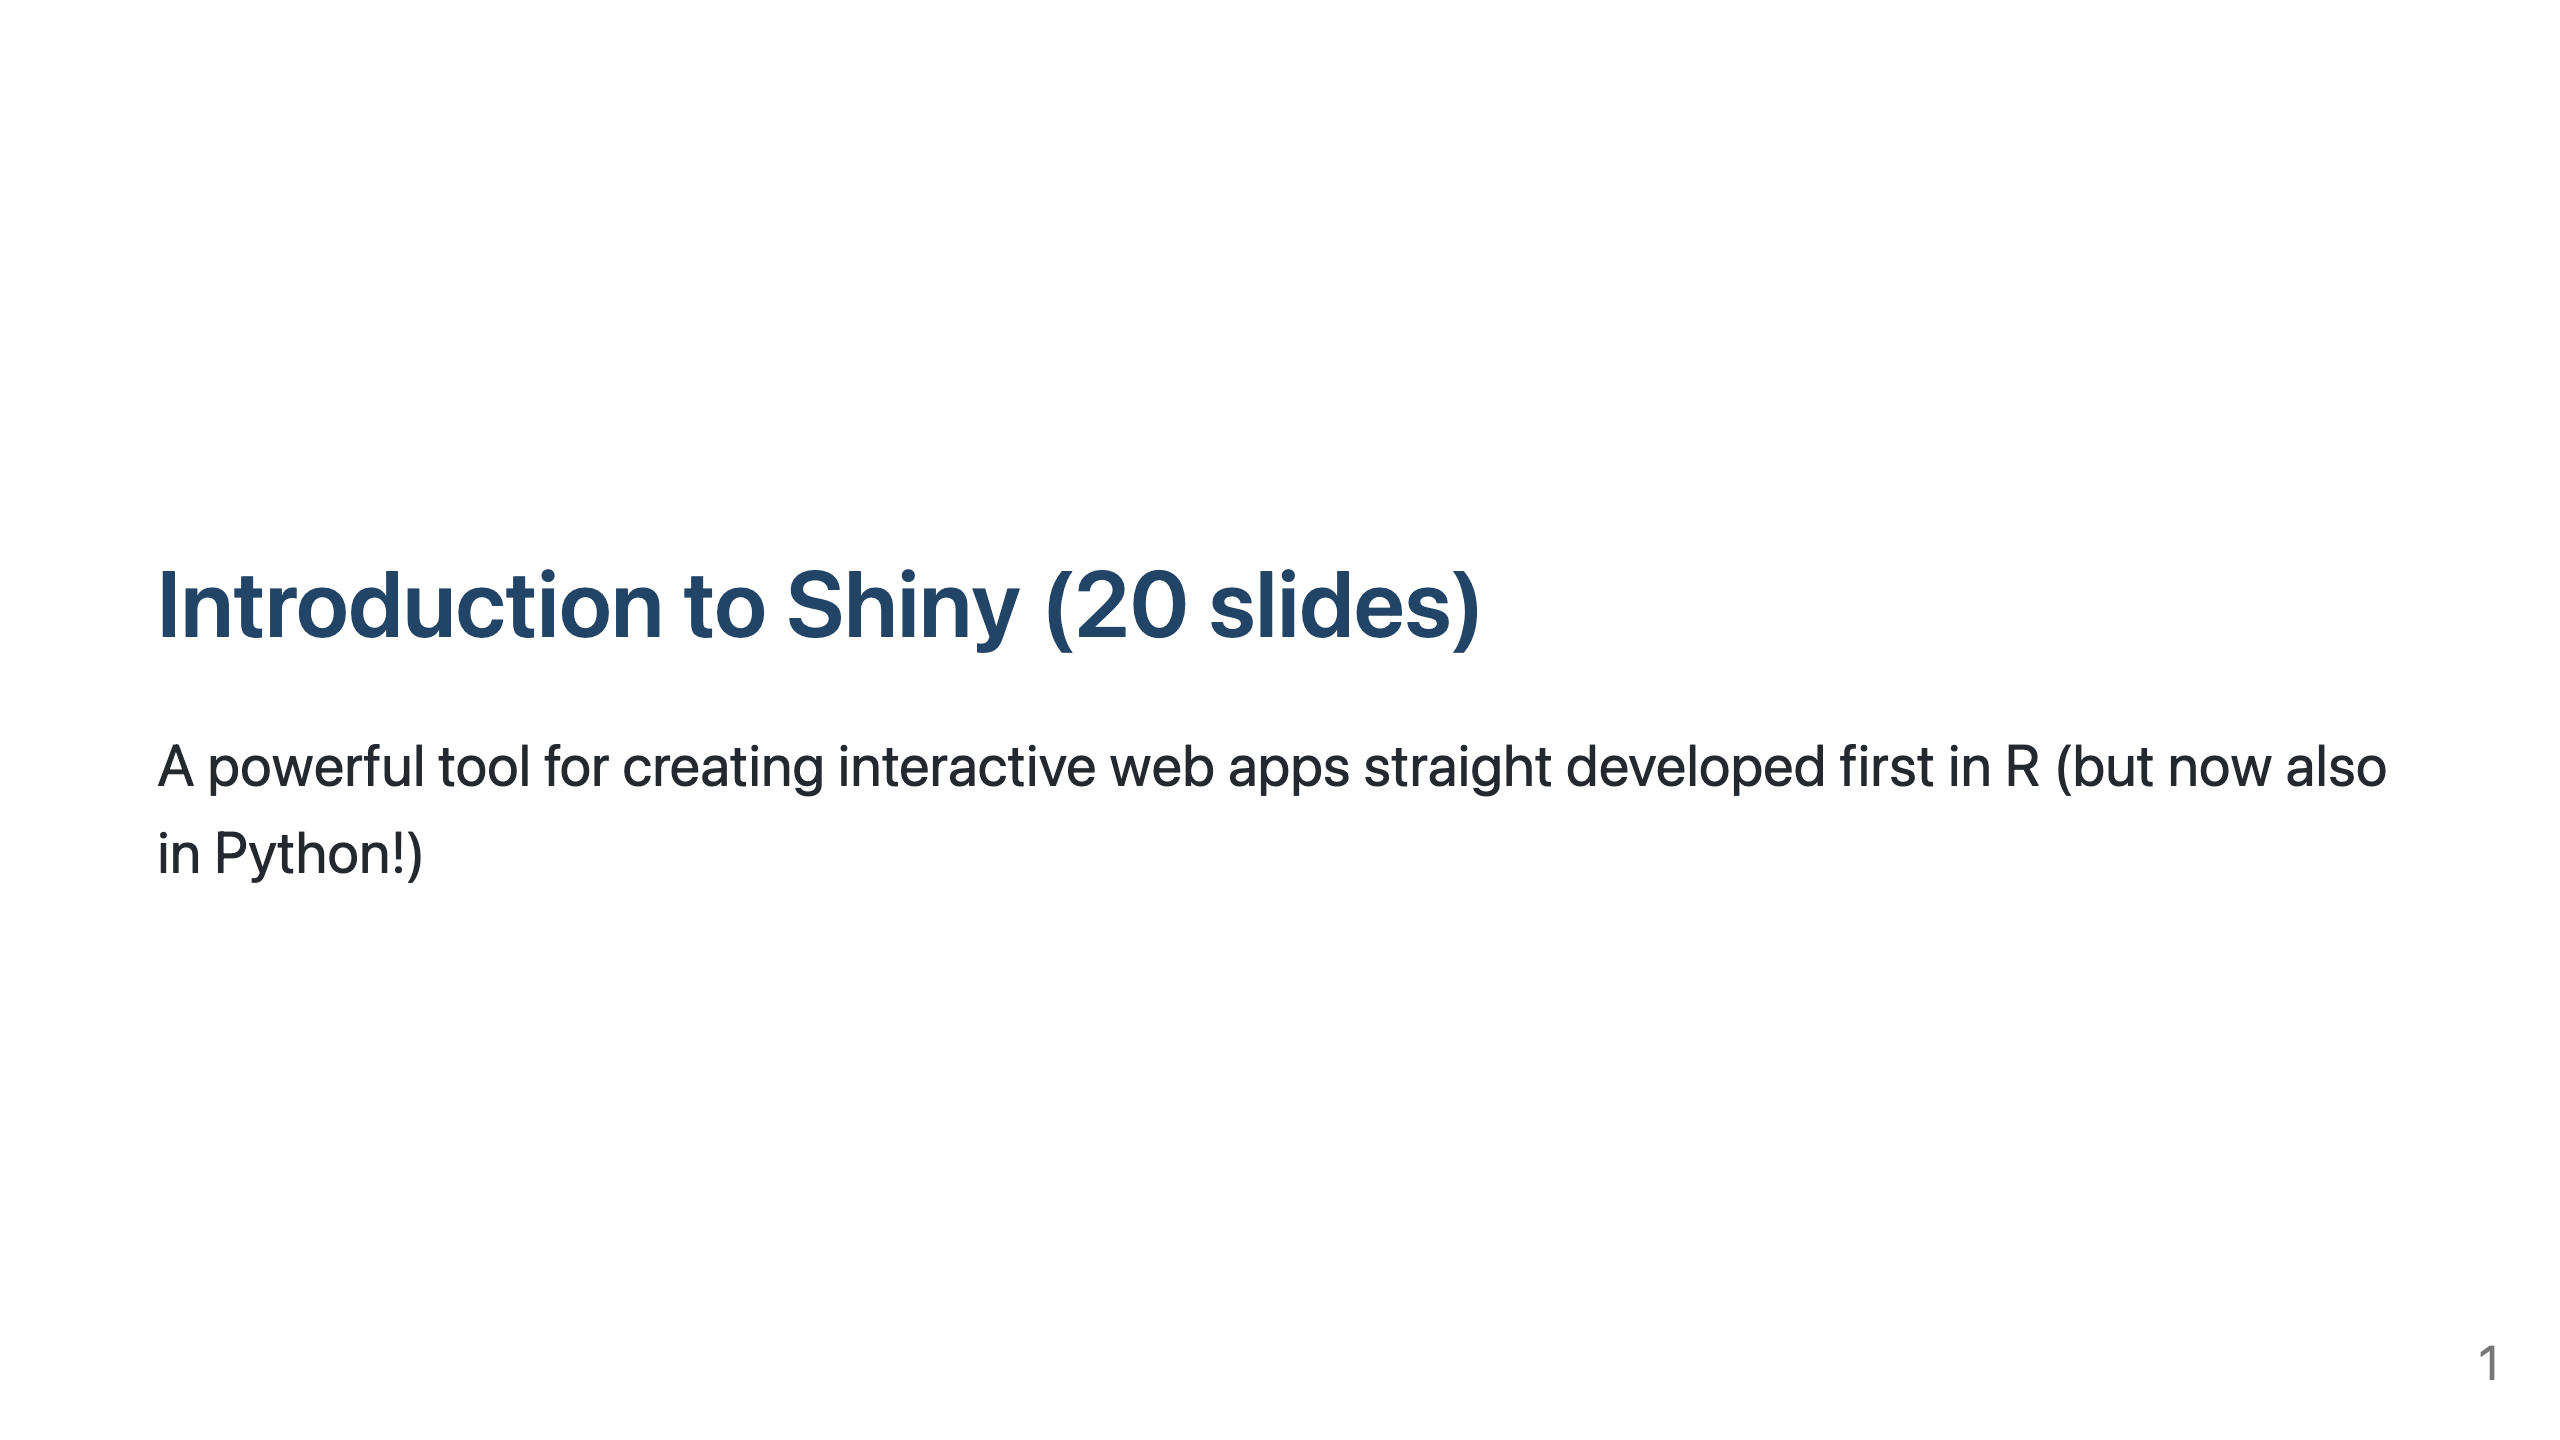 Introduction to Shiny (20 slides)
A powerful tool for creating interactive web apps straight developed first in R (but now also
in Python!)
1